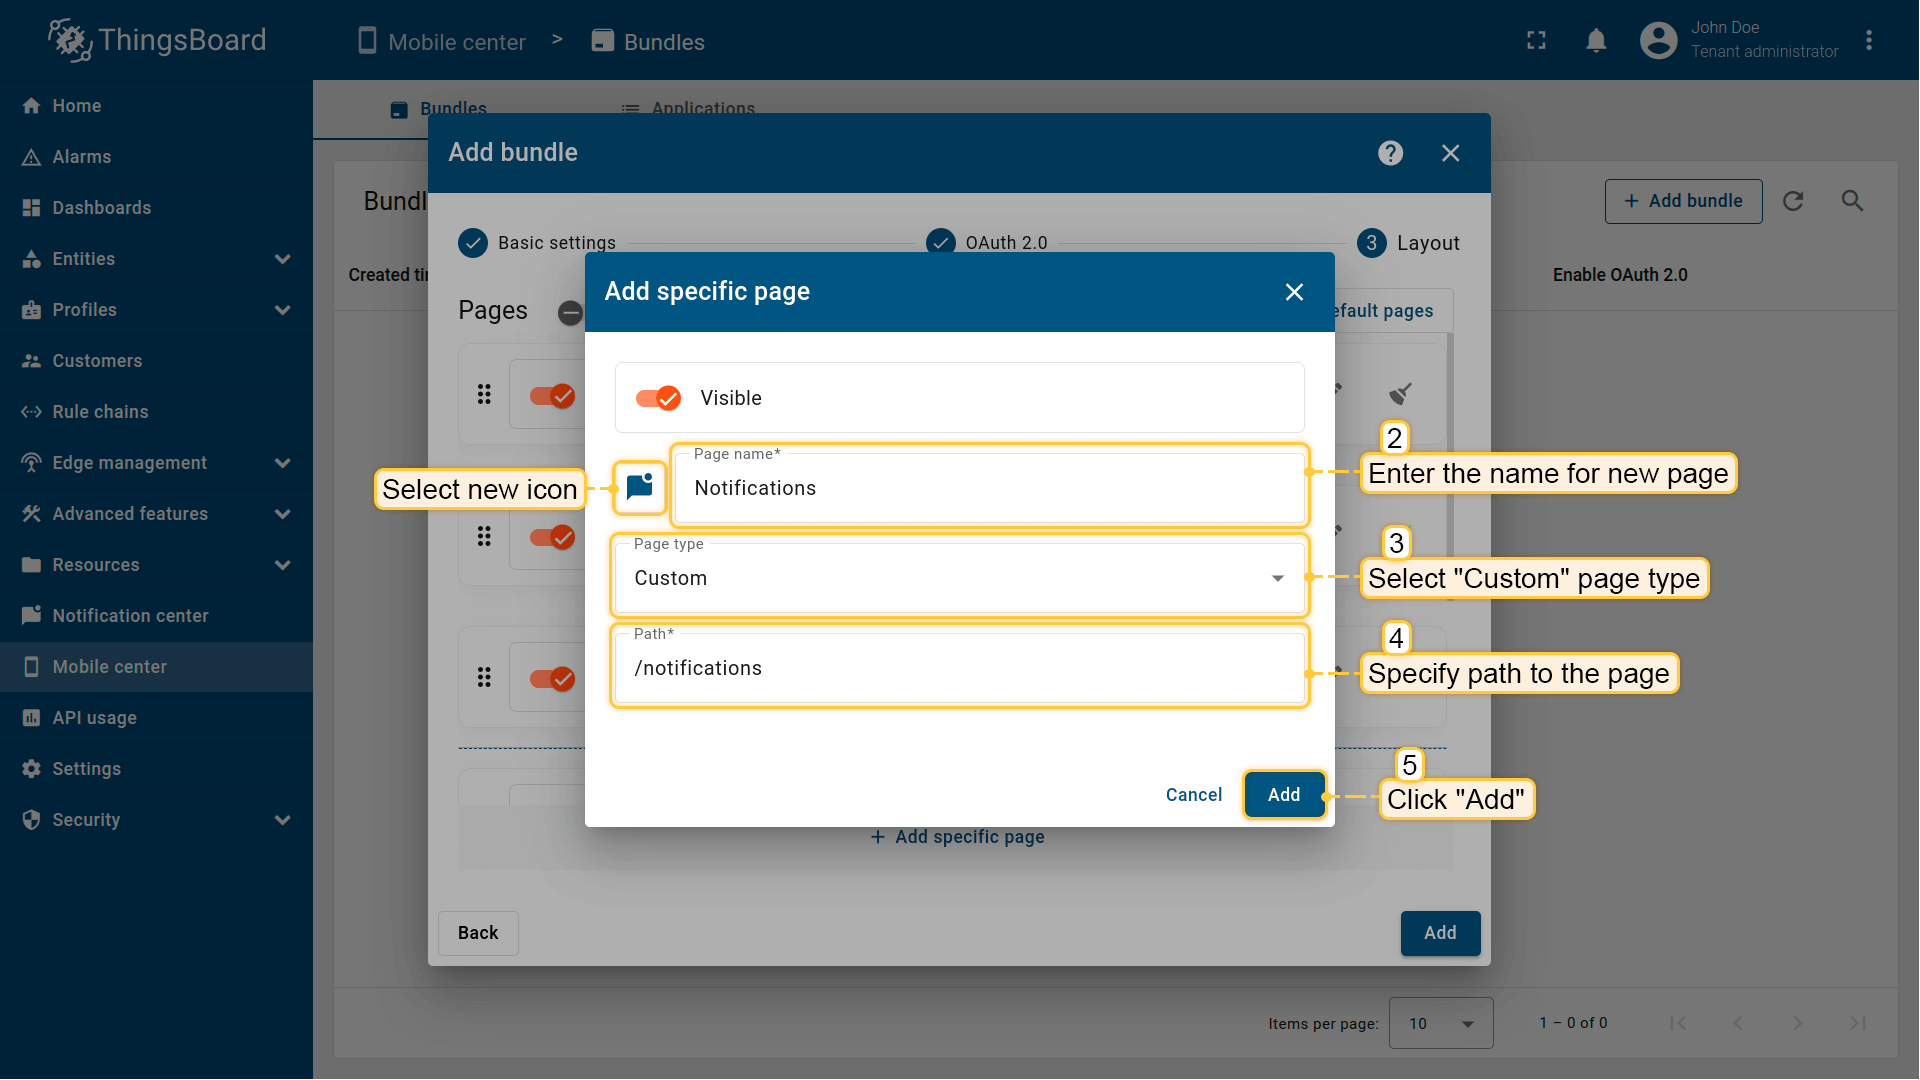 ThingsBoard
Mobile center > Bundles
John Doe
Tenant administrator
Home
Alarms
Dashboards
Entities
Profiles
Customers
Rule chains
Edge management
Advanced features
Resources
Notification center
Mobile center
API usage
Settings
Security
Bundles
Applications
Add bundle
?
Bundl
+ Add bundle
Basic settings
OAuth 2.0
3 Layout
Created tir
Enable OAuth 2.0
Pages
efault pages
Add specific page
Visible
Select new icon
Page name*
Notifications
2
Enter the name for new page
Page type
Custom
3
Select "Custom" page type
Path*
/notifications
4
Specify path to the page
Cancel
Add
5
Click "Add"
+ Add specific page
Back
Add
Items per page:
10
1 – 0 of 0